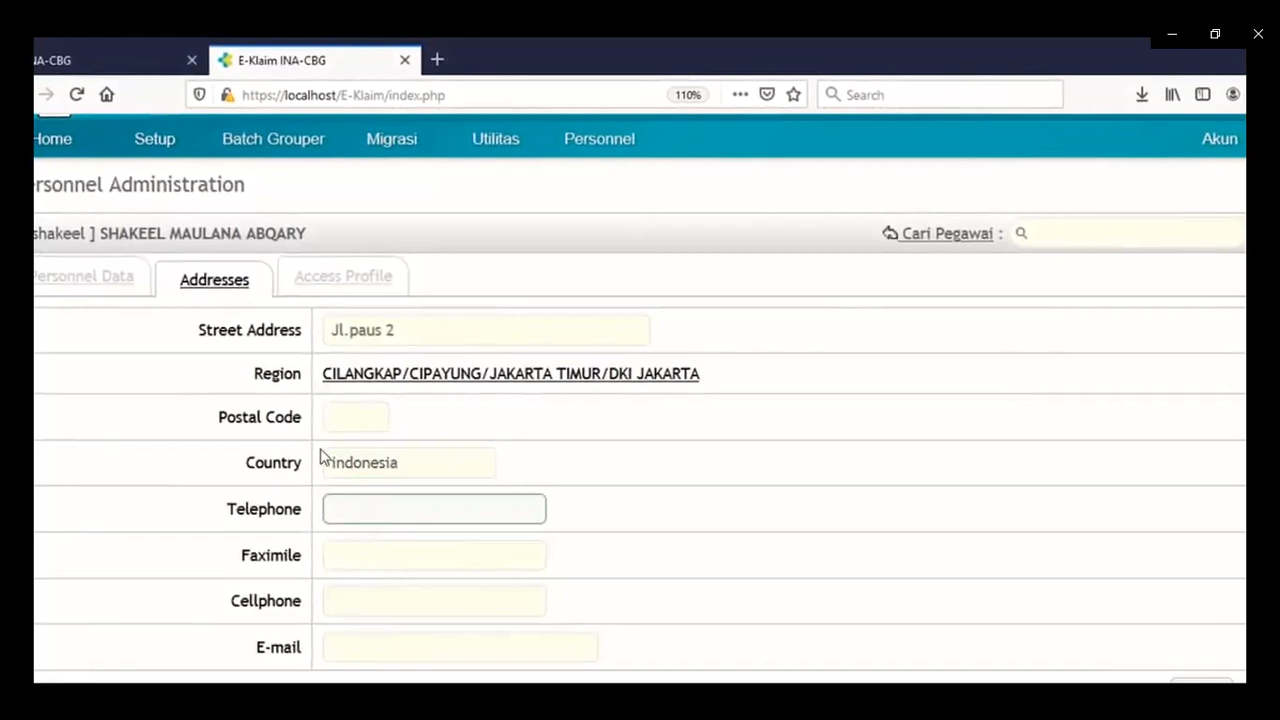 NA-CBG
E-Klaim INA-CBG
https://localhost/E-Klaim/index.php
110%
Search
Home
Setup
Batch Grouper
Migrasi
Utilitas
Personnel
Akun
ersonnel Administration
shakeel ] SHAKEEL MAULANA ABQARY
Cari Pegawai :
Personnel Data
Addresses
Access Profile
Street Address
Jl.paus 2
Region
CILANGKAP/CIPAYUNG/JAKARTA TIMUR/DKI JAKARTA
Postal Code
Country
indonesia
Telephone
Faximile
Cellphone
E-mail